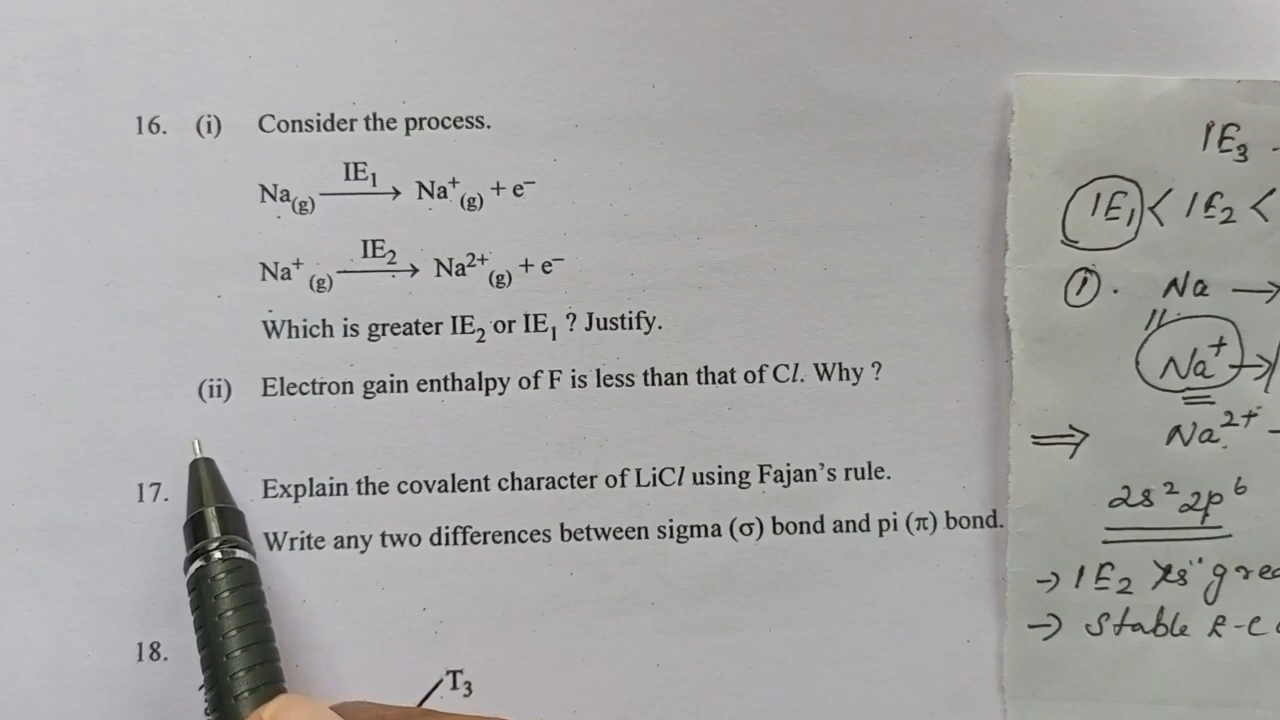 16. (i) Consider the process.
Na(g) —IE₁→ Na⁺(g) + e⁻
Na⁺(g) —IE₂→ Na²⁺(g) + e⁻
Which is greater IE₂ or IE₁ ? Justify.
(ii) Electron gain enthalpy of F is less than that of Cl. Why ?
17. Explain the covalent character of LiCl using Fajan’s rule.
Write any two differences between sigma (σ) bond and pi (π) bond.
18.
T₃
IE₃ -
IE₁ < IE₂ <
①. Na →
Na⁺ →
⇒ Na²⁺ -
2s² 2p⁶
→ IE₂ is
→ Stable